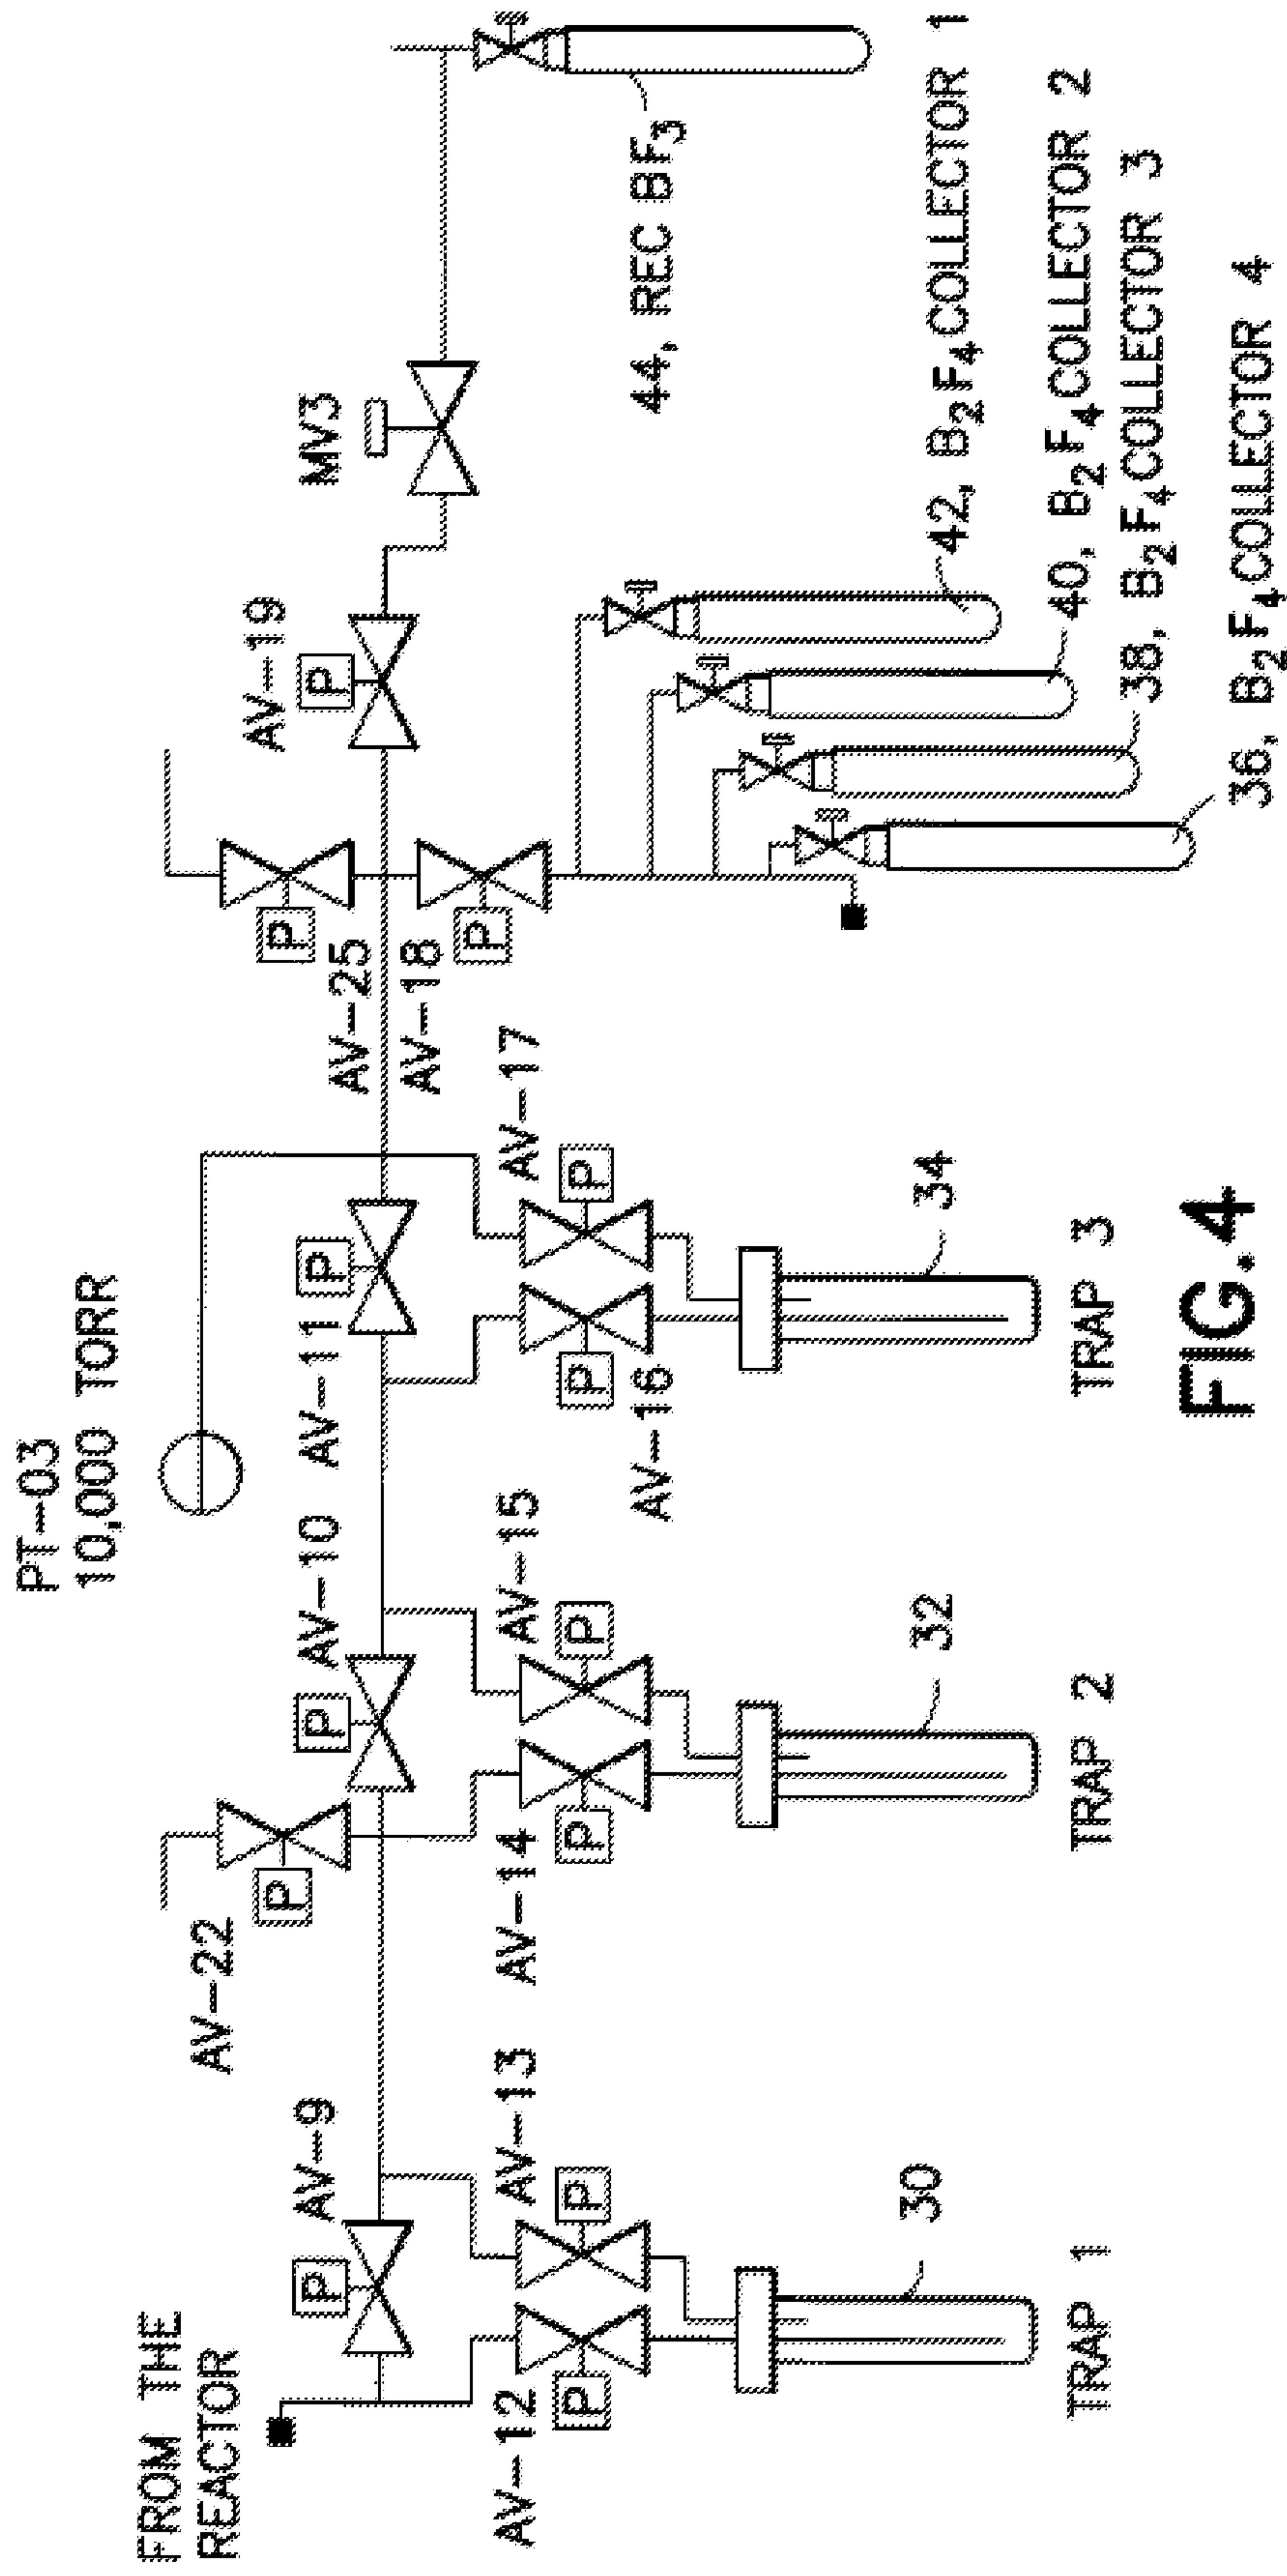 FROM THE
REACTOR
AV-12
P
AV-9
P
AV-13
P
30
TRAP 1
AV-22
P
AV-14
P
AV-10
P
AV-15
P
32
TRAP 2
PT-03
10,000 TORR
AV-11
P
AV-16
P
AV-17
P
34
TRAP 3
AV-25
P
AV-18
P
AV-19
P
MV3
44, REC BF3
42, B2F4 COLLECTOR 1
40, B2F4 COLLECTOR 2
38, B2F4 COLLECTOR 3
36, B2F4 COLLECTOR 4
FIG. 4